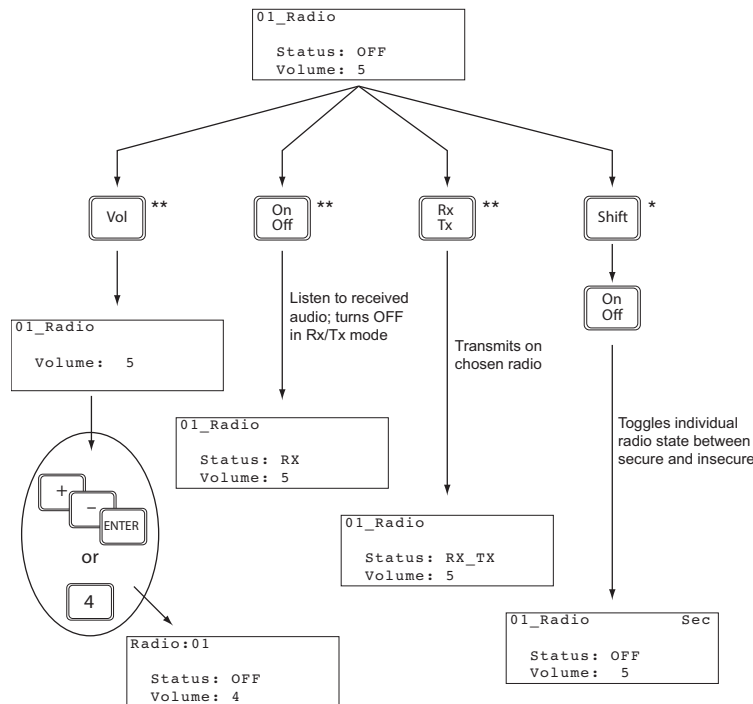 01_Radio
Status: OFF
Volume: 5
Vol
**
On
Off
**
Rx
Tx
**
Shift
*
On
Off
Listen to received
audio; turns OFF
in Rx/Tx mode
Transmits on
chosen radio
Toggles individual
radio state between
secure and insecure
01_Radio
Volume: 5
01_Radio
Status: RX
Volume: 5
+
−
ENTER
or
4
01_Radio
Status: RX_TX
Volume: 5
01_Radio Sec
Status: OFF
Volume: 5
Radio:01
Status: OFF
Volume: 4